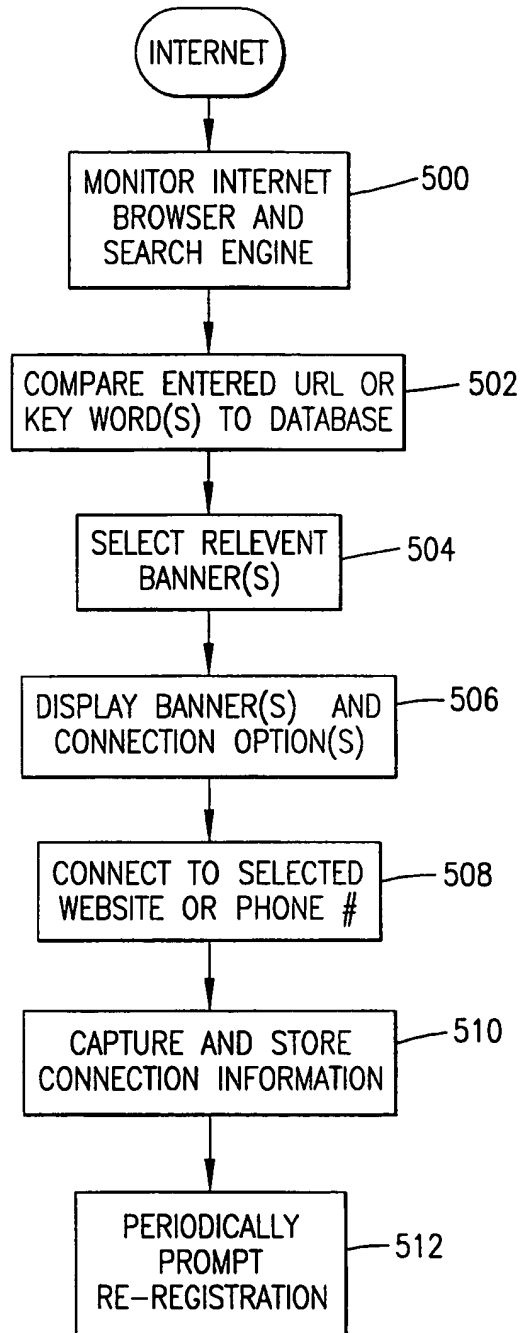 INTERNET
MONITOR INTERNET
BROWSER AND
SEARCH ENGINE
500
COMPARE ENTERED URL OR
KEY WORD(S) TO DATABASE
502
SELECT RELEVENT
BANNER(S)
504
DISPLAY BANNER(S) AND
CONNECTION OPTION(S)
506
CONNECT TO SELECTED
WEBSITE OR PHONE #
508
CAPTURE AND STORE
CONNECTION INFORMATION
510
PERIODICALLY
PROMPT
RE-REGISTRATION
512